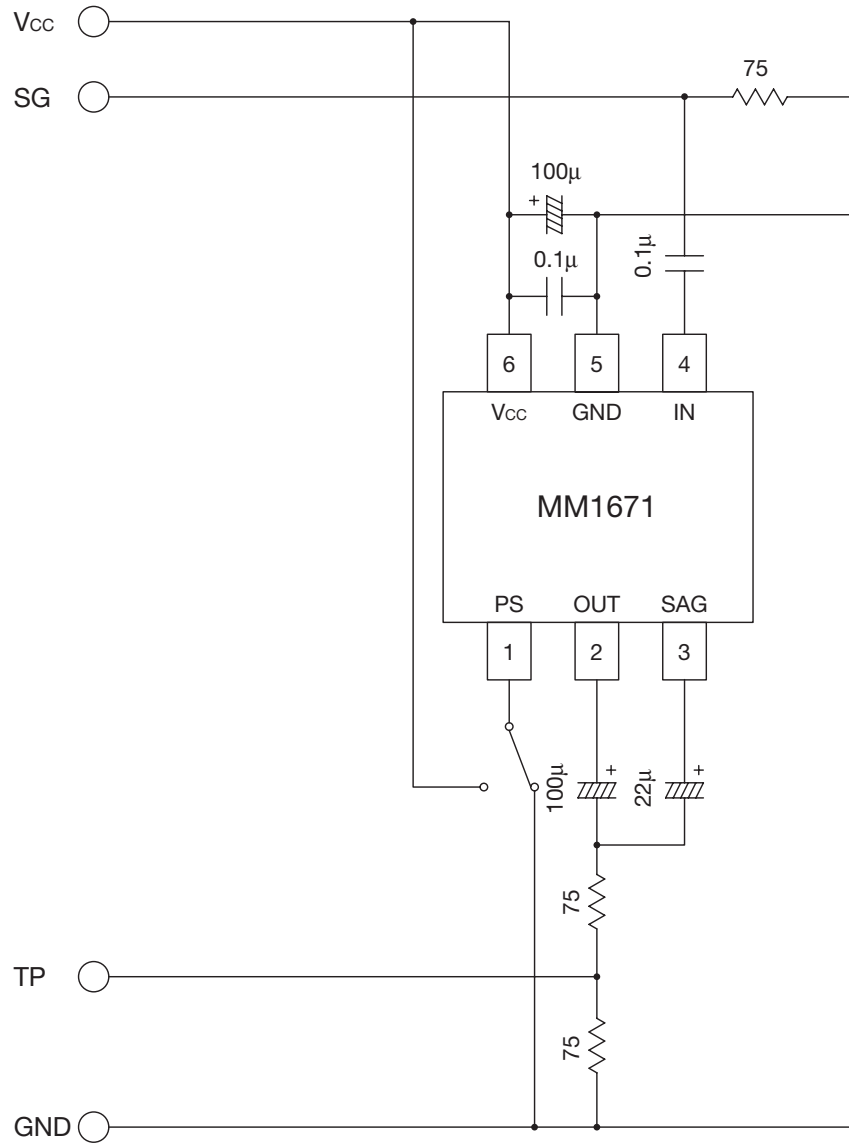 Vcc
SG
75
100μ
+
0.1μ
0.1μ
6
5
4
Vcc
GND
IN
MM1671
PS
OUT
SAG
1
2
3
100μ
+
22μ
+
75
TP
75
GND